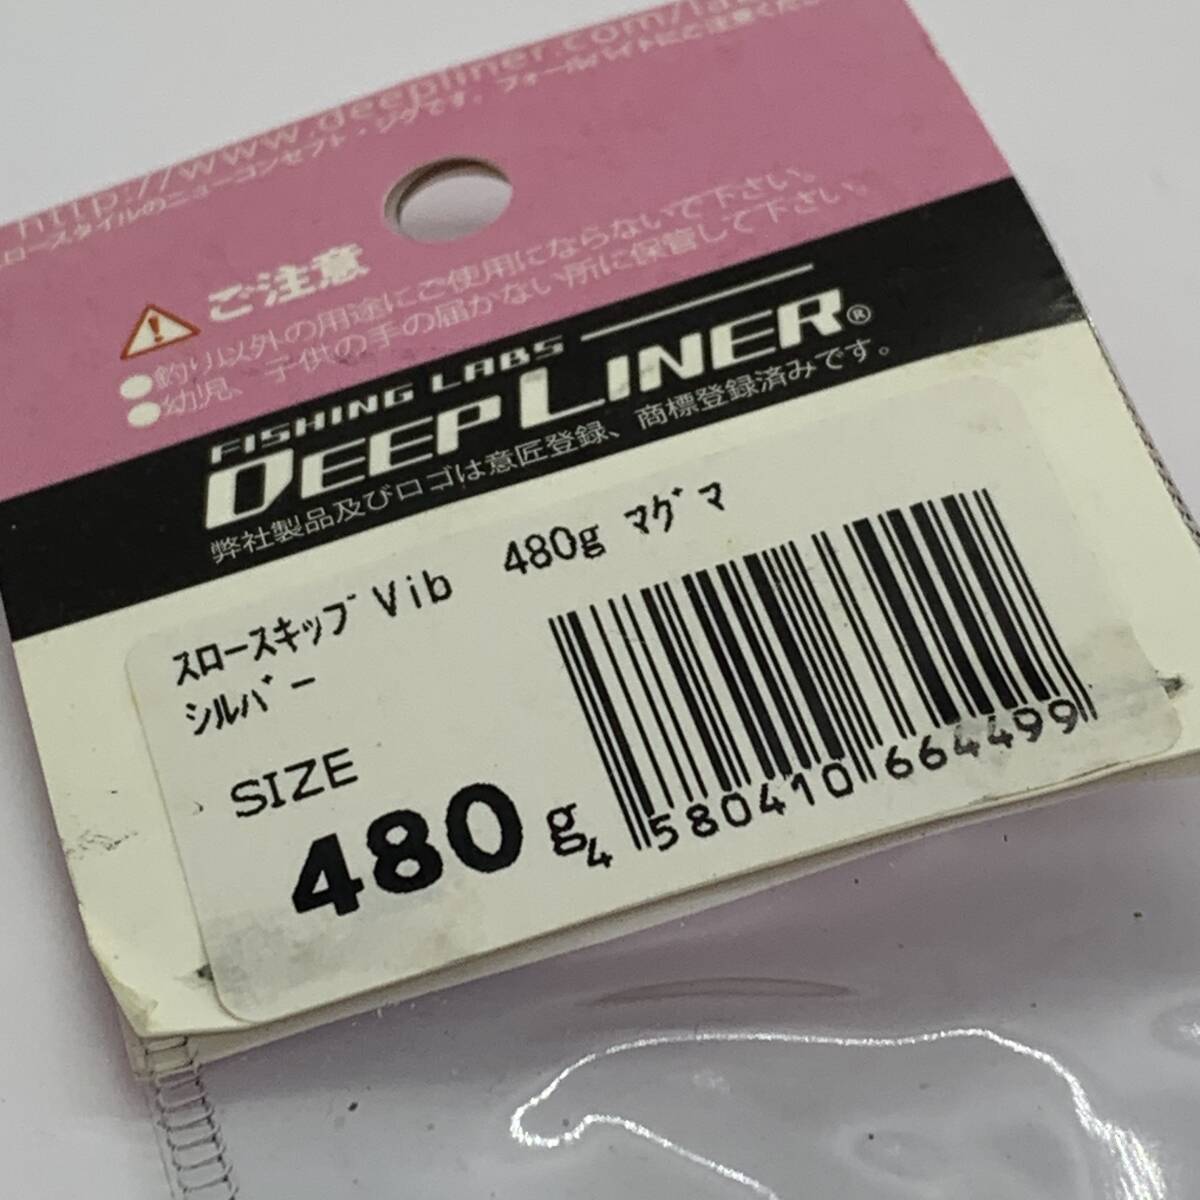 http://www.deepliner.com/
ロースタイルのニューコンセプト・ジグです。フォールバイトにご注意くだ
ご注意
●釣り以外の用途にご使用にならないで下さい。
●幼児、子供の手の届かない所に保管して下さい。
FISHING LABS
DEEPLINER®
弊社製品及びロゴは意匠登録、商標登録済みです。
ｽﾛｰｽｷｯﾌﾟVib 480g ﾏｸﾞﾏ
ｼﾙﾊﾞｰ
SIZE
480g
4 580410 664499